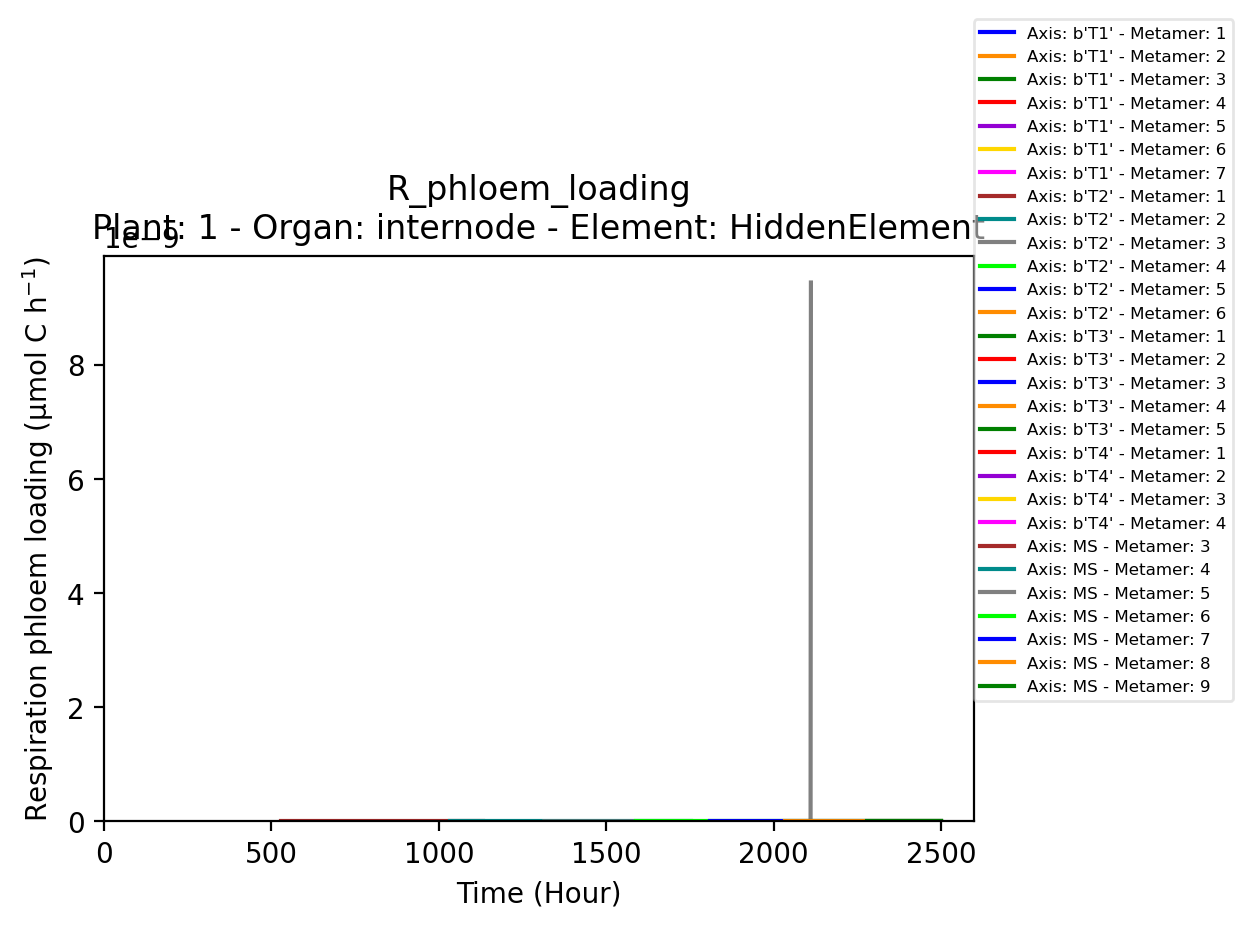 R_phloem_loading
Plant: 1 - Organ: internode - Element: HiddenElement
1e−9
Respiration phloem loading (µmol C h⁻¹)
8
6
4
2
0
0 500 1000 1500 2000 2500
Time (Hour)
Axis: b'T1' - Metamer: 1
Axis: b'T1' - Metamer: 2
Axis: b'T1' - Metamer: 3
Axis: b'T1' - Metamer: 4
Axis: b'T1' - Metamer: 5
Axis: b'T1' - Metamer: 6
Axis: b'T1' - Metamer: 7
Axis: b'T2' - Metamer: 1
Axis: b'T2' - Metamer: 2
Axis: b'T2' - Metamer: 3
Axis: b'T2' - Metamer: 4
Axis: b'T2' - Metamer: 5
Axis: b'T2' - Metamer: 6
Axis: b'T3' - Metamer: 1
Axis: b'T3' - Metamer: 2
Axis: b'T3' - Metamer: 3
Axis: b'T3' - Metamer: 4
Axis: b'T3' - Metamer: 5
Axis: b'T4' - Metamer: 1
Axis: b'T4' - Metamer: 2
Axis: b'T4' - Metamer: 3
Axis: b'T4' - Metamer: 4
Axis: MS - Metamer: 3
Axis: MS - Metamer: 4
Axis: MS - Metamer: 5
Axis: MS - Metamer: 6
Axis: MS - Metamer: 7
Axis: MS - Metamer: 8
Axis: MS - Metamer: 9